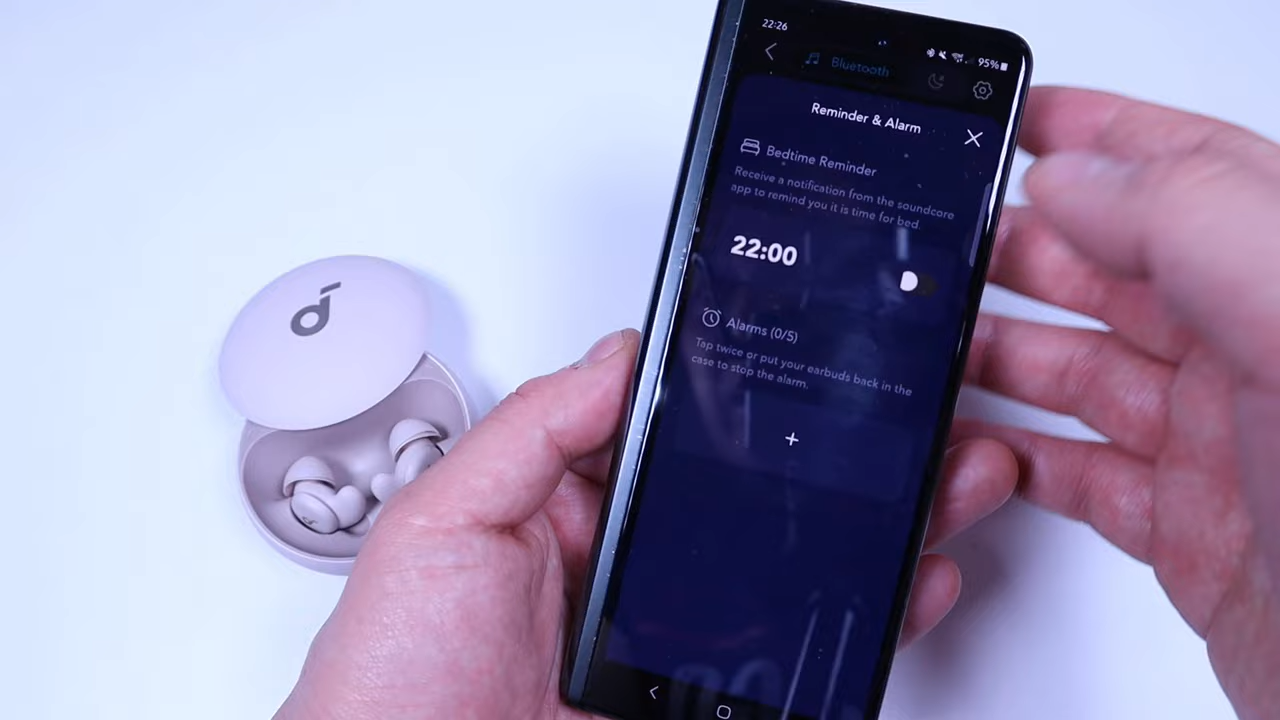 22:26
95%
Bluetooth
Reminder & Alarm
Bedtime Reminder
Receive a notification from the soundcore
app to remind you it is time for bed.
22:00
Alarms (0/5)
Tap twice or put your earbuds back in the
case to stop the alarm.
+